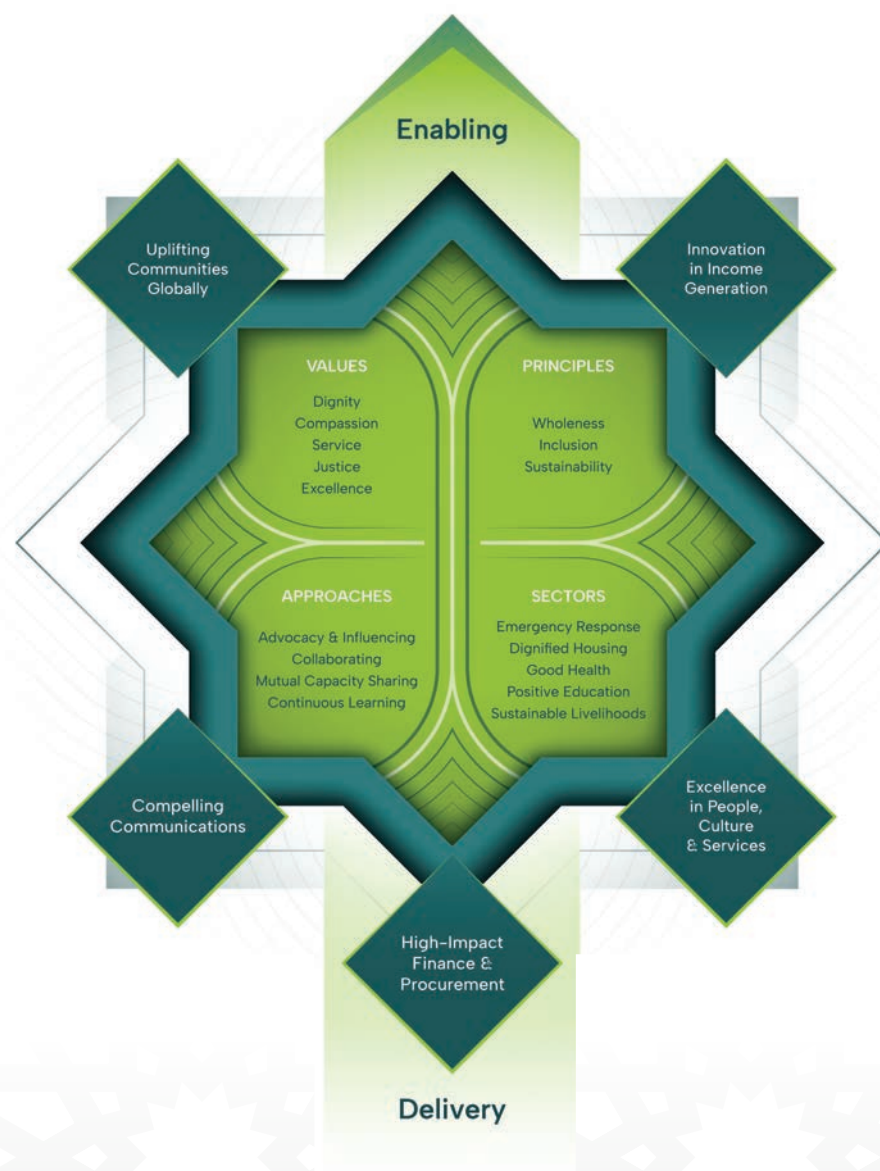 Enabling
Uplifting
Communities
Globally
Innovation
in Income
Generation
VALUES
Dignity
Compassion
Service
Justice
Excellence
PRINCIPLES
Wholeness
Inclusion
Sustainability
APPROACHES
Advocacy & Influencing
Collaborating
Mutual Capacity Sharing
Continuous Learning
SECTORS
Emergency Response
Dignified Housing
Good Health
Positive Education
Sustainable Livelihoods
Compelling
Communications
Excellence
in People,
Culture
& Services
High-Impact
Finance &
Procurement
Delivery